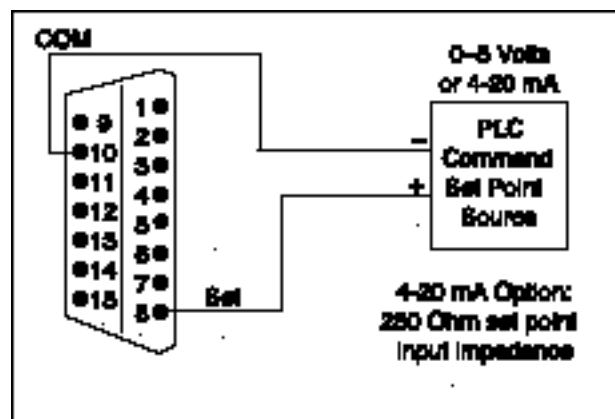 COM
0-5 Volts
or 4-20 mA
PLC
Command
Set Point
Source
-
+
1
2
3
4
5
6
7
8
9
10
11
12
13
14
15
Set
4-20 mA Option:
250 Ohm set point
Input Impedance